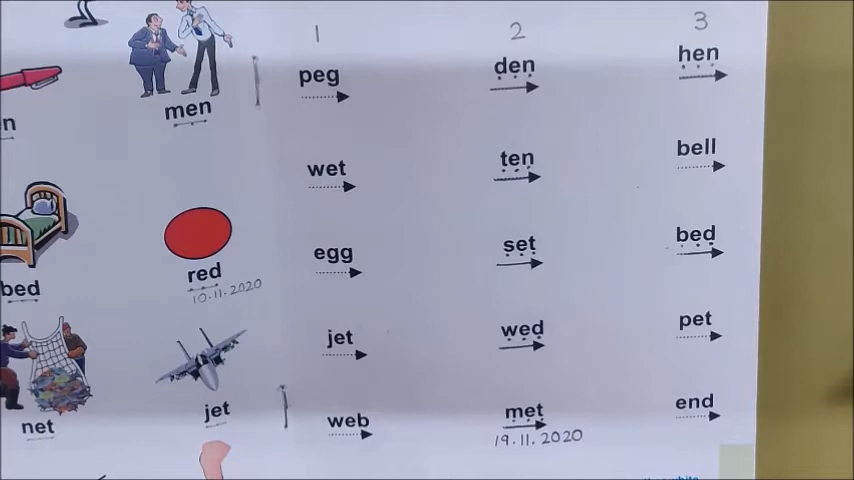 1 2 3
peg den hen
men
wet ten bell
egg set bed
bed red
10.11.2020
jet wed pet
net jet
web met end
19.11.2020